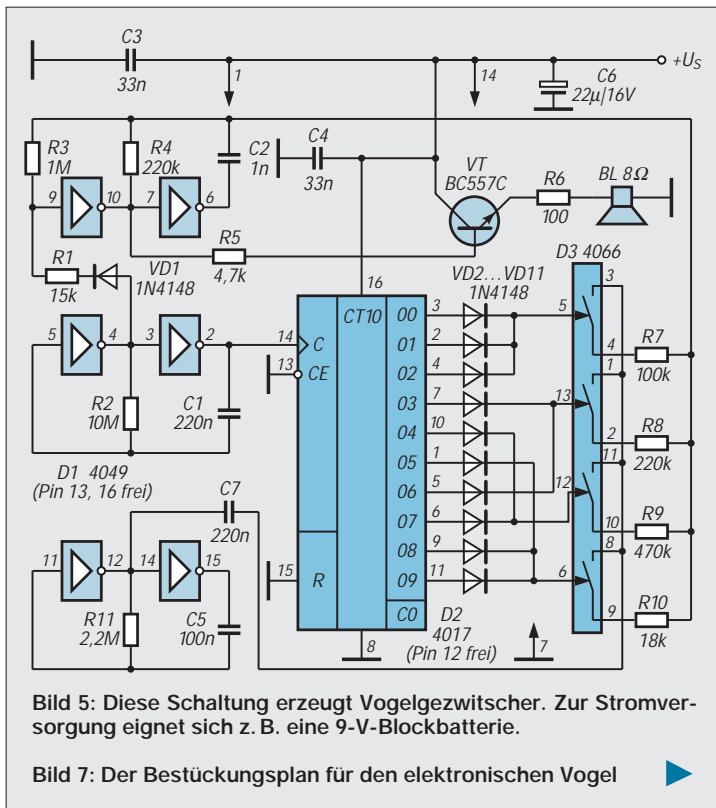 C3
33n
1
14
+US
C6
22µ/16V
R3
1M
R4
220k
C2
1n
C4
33n
VT
BC557C
R6
100
BL 8Ω
9
10
7
6
R5
4,7k
R1
15k
VD1
1N4148
16
VD2...VD11
1N4148
D3 4066
3
5
4
3
2
14
C
13
CE
CT10
00
3
01
2
02
4
03
7
04
10
05
1
06
5
07
6
08
9
09
11
5
4
R7
100k
1
13
2
R8
220k
11
12
10
R9
470k
8
6
9
R10
18k
R2
10M
C1
220n
D1 4049
(Pin 13, 16 frei)
C7
220n
11
12
14
15
R11
2,2M
C5
100n
15
R
CO
8
D2
4017
(Pin 12 frei)
7
Bild 5: Diese Schaltung erzeugt Vogelgezwitscher. Zur Stromver-
sorgung eignet sich z. B. eine 9-V-Blockbatterie.
Bild 7: Der Bestückungsplan für den elektronischen Vogel